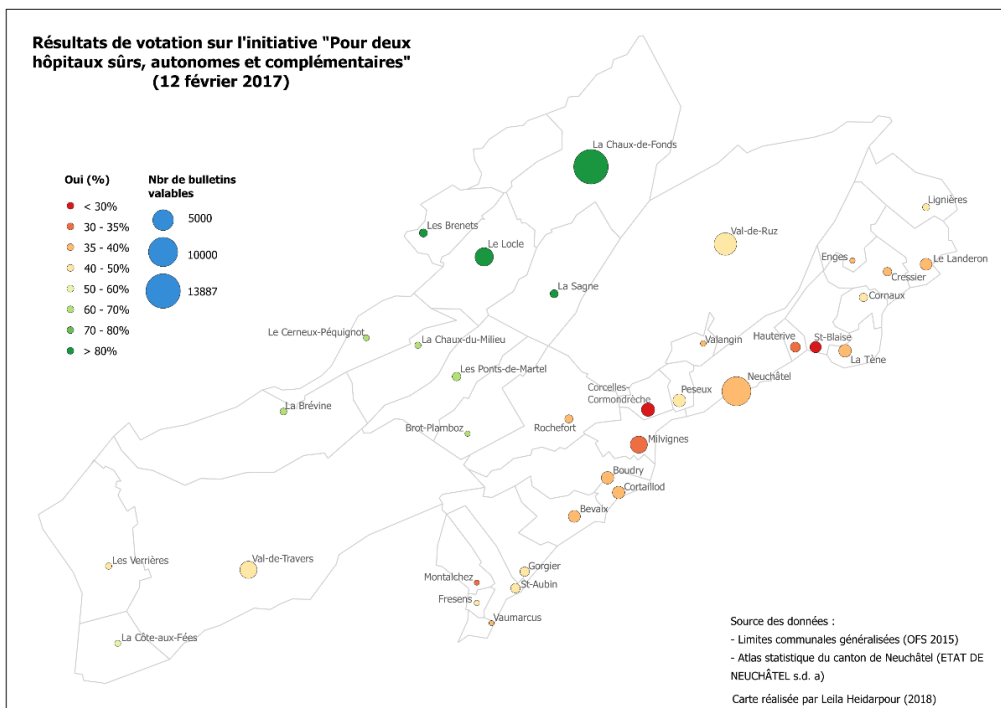 Résultats de votation sur l'initiative "Pour deux
hôpitaux sûrs, autonomes et complémentaires"
(12 février 2017)
Oui (%)
< 30%
30 - 35%
35 - 40%
40 - 50%
50 - 60%
60 - 70%
70 - 80%
> 80%
Nbr de bulletins
valables
5000
10000
13887
La Chaux-de-Fonds
Lignières
Les Brenets
Val-de-Ruz
Le Locle
Enges
Le Landeron
Cressier
La Sagne
Cornaux
Le Cerneux-Péquignot
La Chaux-du-Milieu
Valangin
Hauterive
St-Blaise
La Tène
Les Ponts-de-Martel
Neuchâtel
Corcelles-
Cormondrèche
Peseux
La Brévine
Brot-Plamboz
Rochefort
Milvignes
Boudry
Cortaillod
Bevaix
Les Verrières
Val-de-Travers
Gorgier
Montalchez
St-Aubin
Fresens
Vaumarcus
La Côte-aux-Fées
Source des données :
- Limites communales généralisées (OFS 2015)
- Atlas statistique du canton de Neuchâtel (ETAT DE
NEUCHÂTEL s.d. a)
Carte réalisée par Leila Heidarpour (2018)